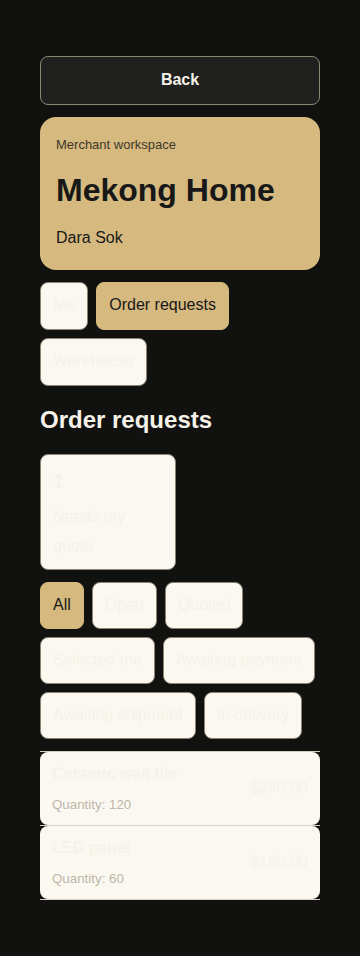 Back
Merchant workspace
Mekong Home
Dara Sok
Me
Order requests
Warehouse
Order requests
1
Needs my
quote
All
Open
Quoted
Selected me
Awaiting payment
Awaiting shipment
In delivery
Ceramic wall tile
$240.00
Quantity: 120
LED panel
$180.00
Quantity: 60